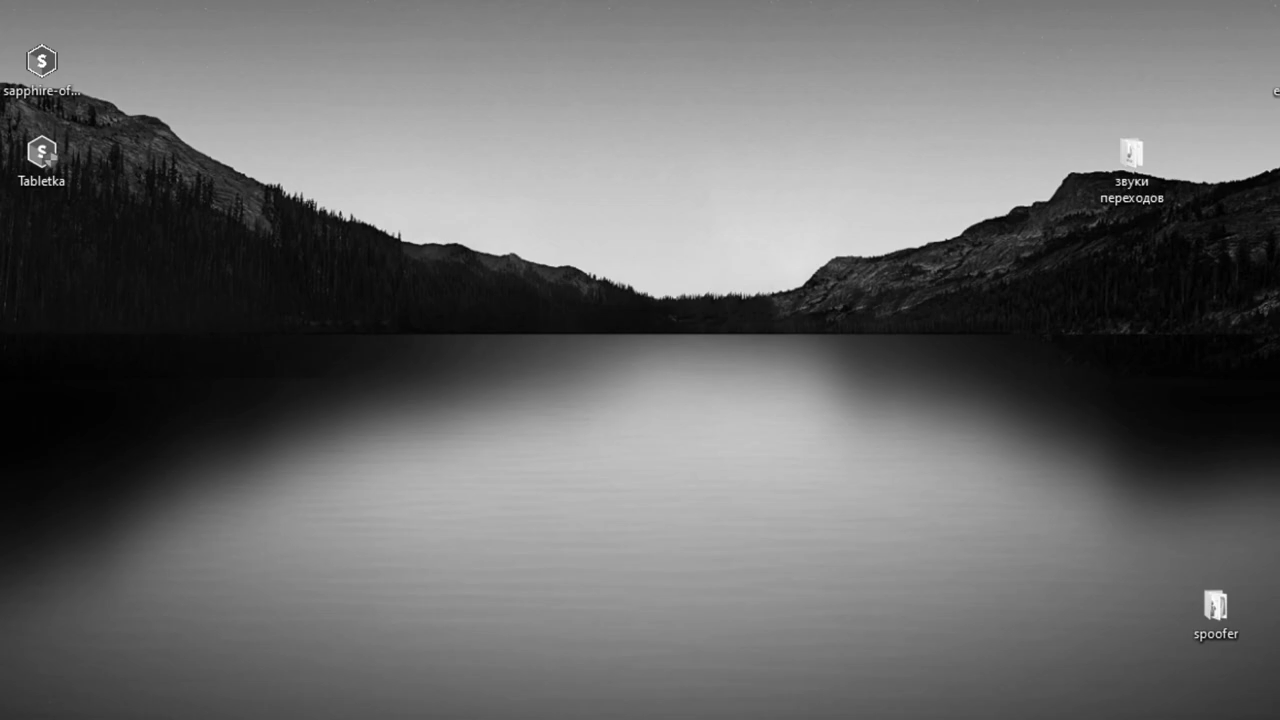 sapphire-of...
Tabletka
звуки
переходов
spoofer